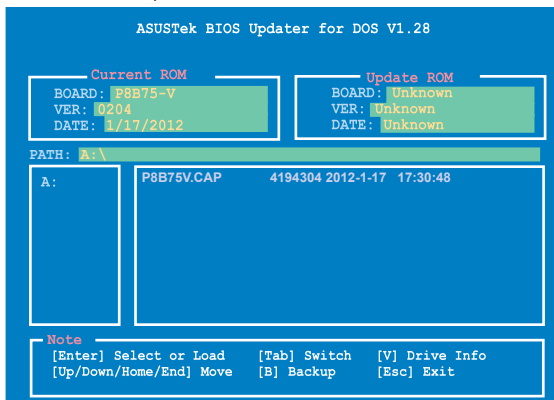 ASUSTek BIOS Updater for DOS V1.28
Current ROM
BOARD: P8B75-V
VER: 0204
DATE: 1/17/2012
Update ROM
BOARD: Unknown
VER: Unknown
DATE: Unknown
PATH: A:\
A:
P8B75V.CAP 4194304 2012-1-17 17:30:48
Note
[Enter] Select or Load [Tab] Switch [V] Drive Info
[Up/Down/Home/End] Move [B] Backup [Esc] Exit